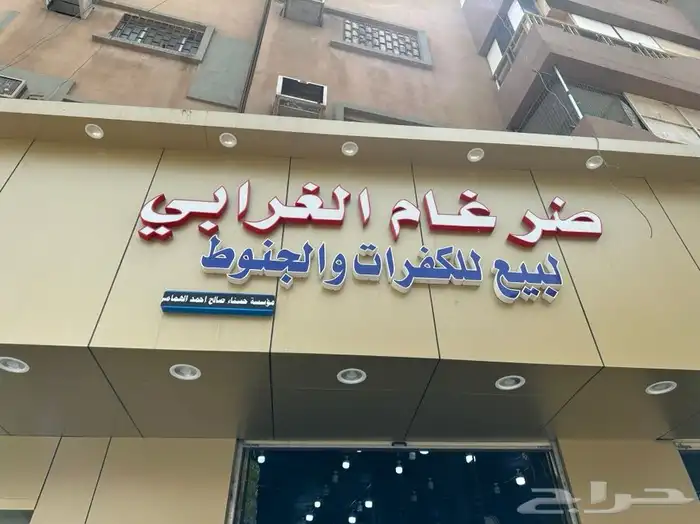 ضرغام الغرابي
لبيع للكفرات والجنوط
مؤسسة حسناء صالح احمد الهمامي
حراج